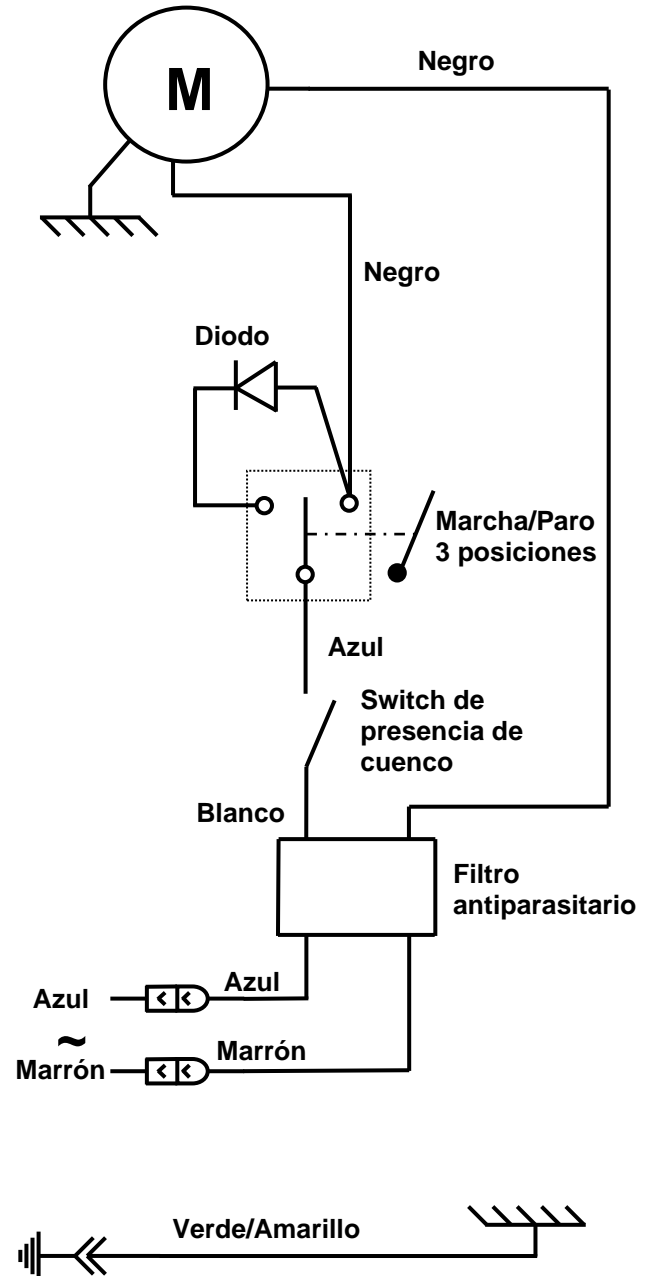 M
Negro
Negro
Diodo
Marcha/Paro
3 posiciones
Azul
Switch de
presencia de
cuenco
Blanco
Filtro
antiparasitario
Azul
Azul
~
Marrón
Marrón
Verde/Amarillo